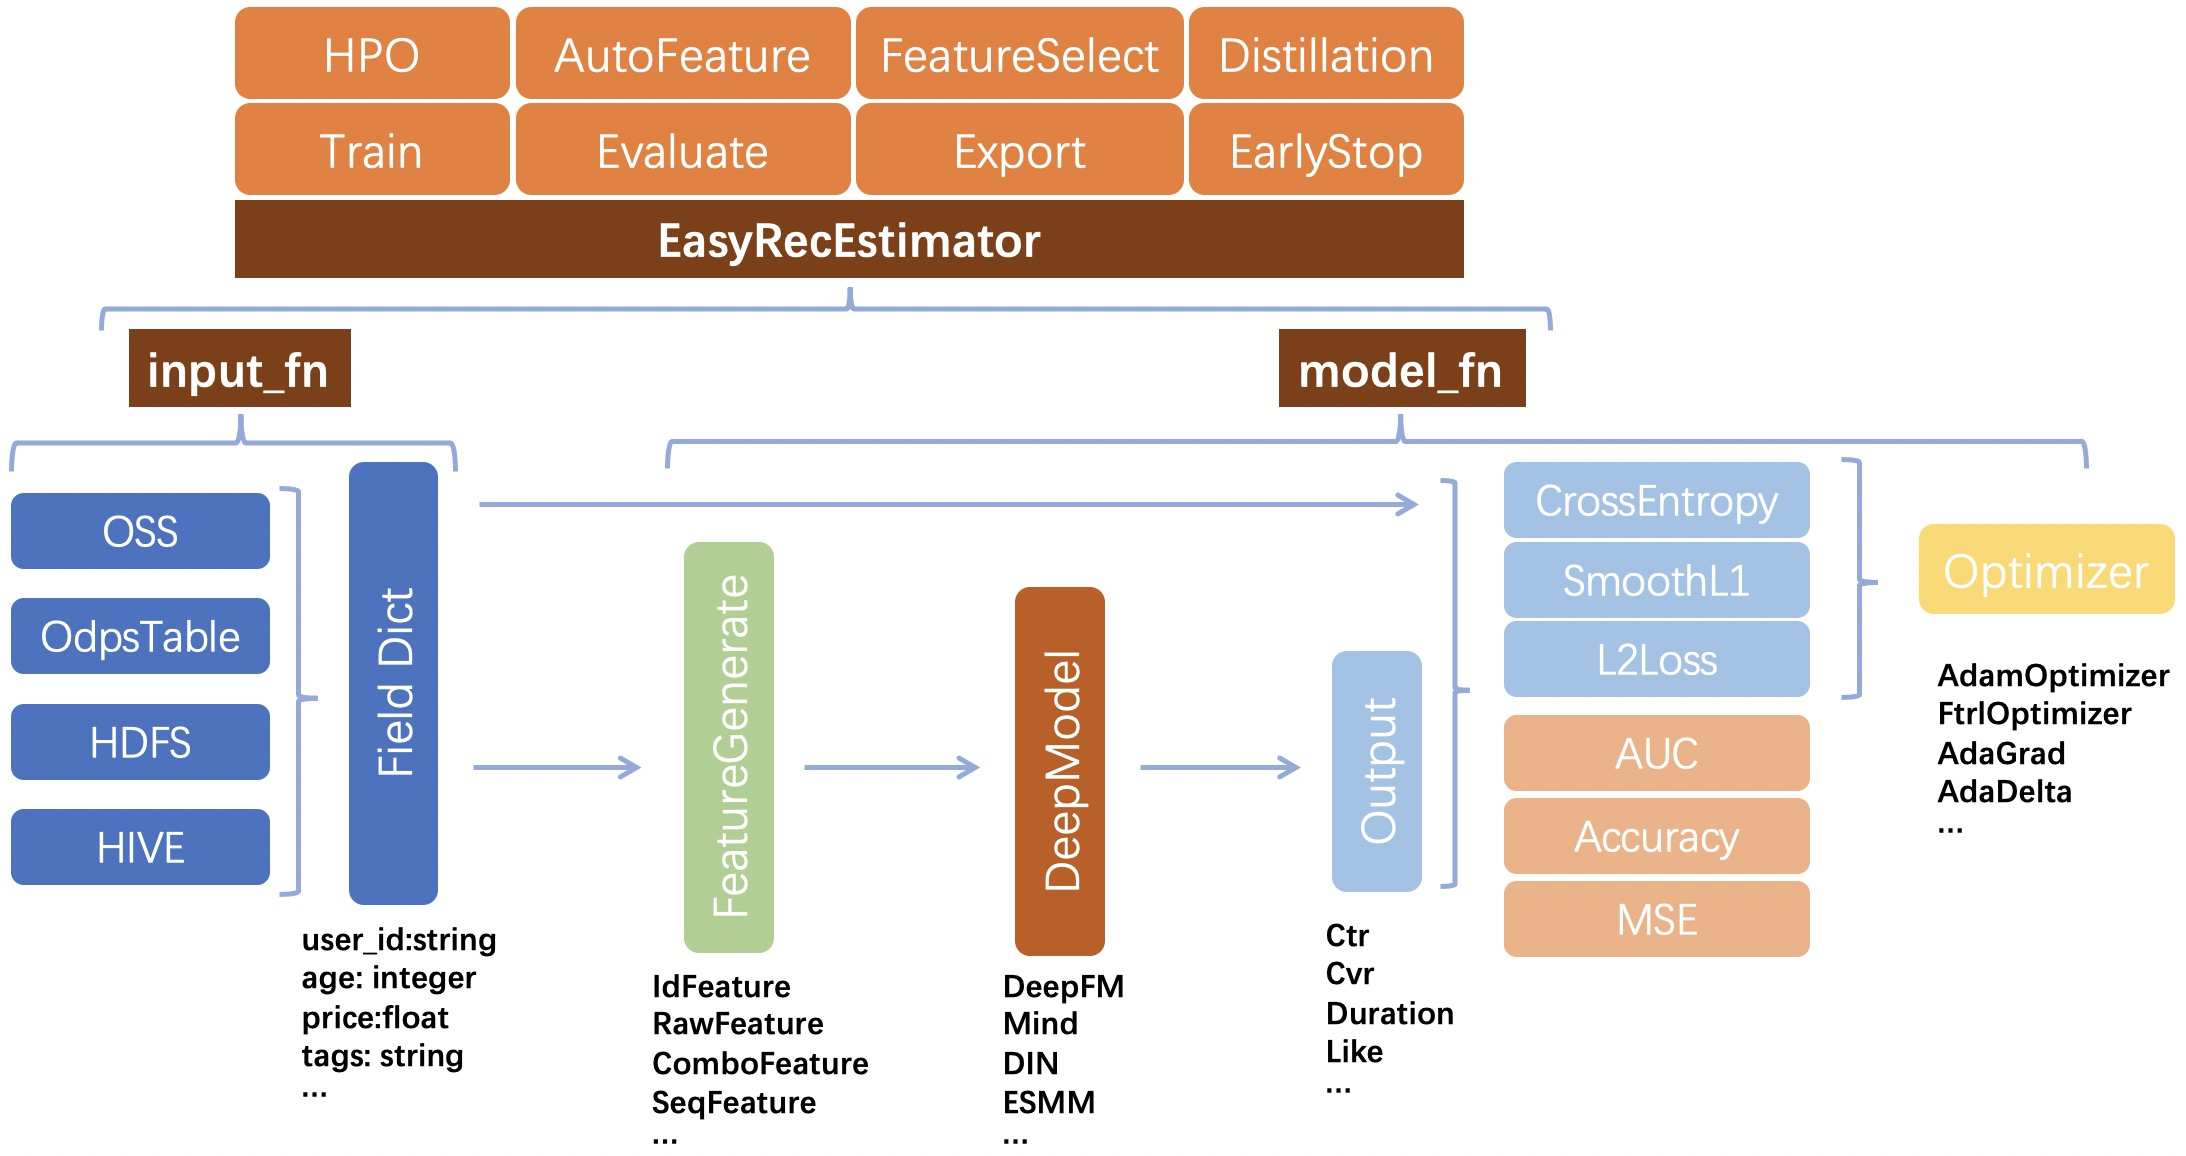 HPO
AutoFeature
FeatureSelect
Distillation
Train
Evaluate
Export
EarlyStop
EasyRecEstimator
input_fn
model_fn
OSS
OdpsTable
HDFS
HIVE
Field Dict
user_id:string
age: integer
price:float
tags: string
...
FeatureGenerate
IdFeature
RawFeature
ComboFeature
SeqFeature
...
DeepModel
DeepFM
Mind
DIN
ESMM
...
Output
Ctr
Cvr
Duration
Like
...
CrossEntropy
SmoothL1
L2Loss
AUC
Accuracy
MSE
Optimizer
AdamOptimizer
FtrlOptimizer
AdaGrad
AdaDelta
...